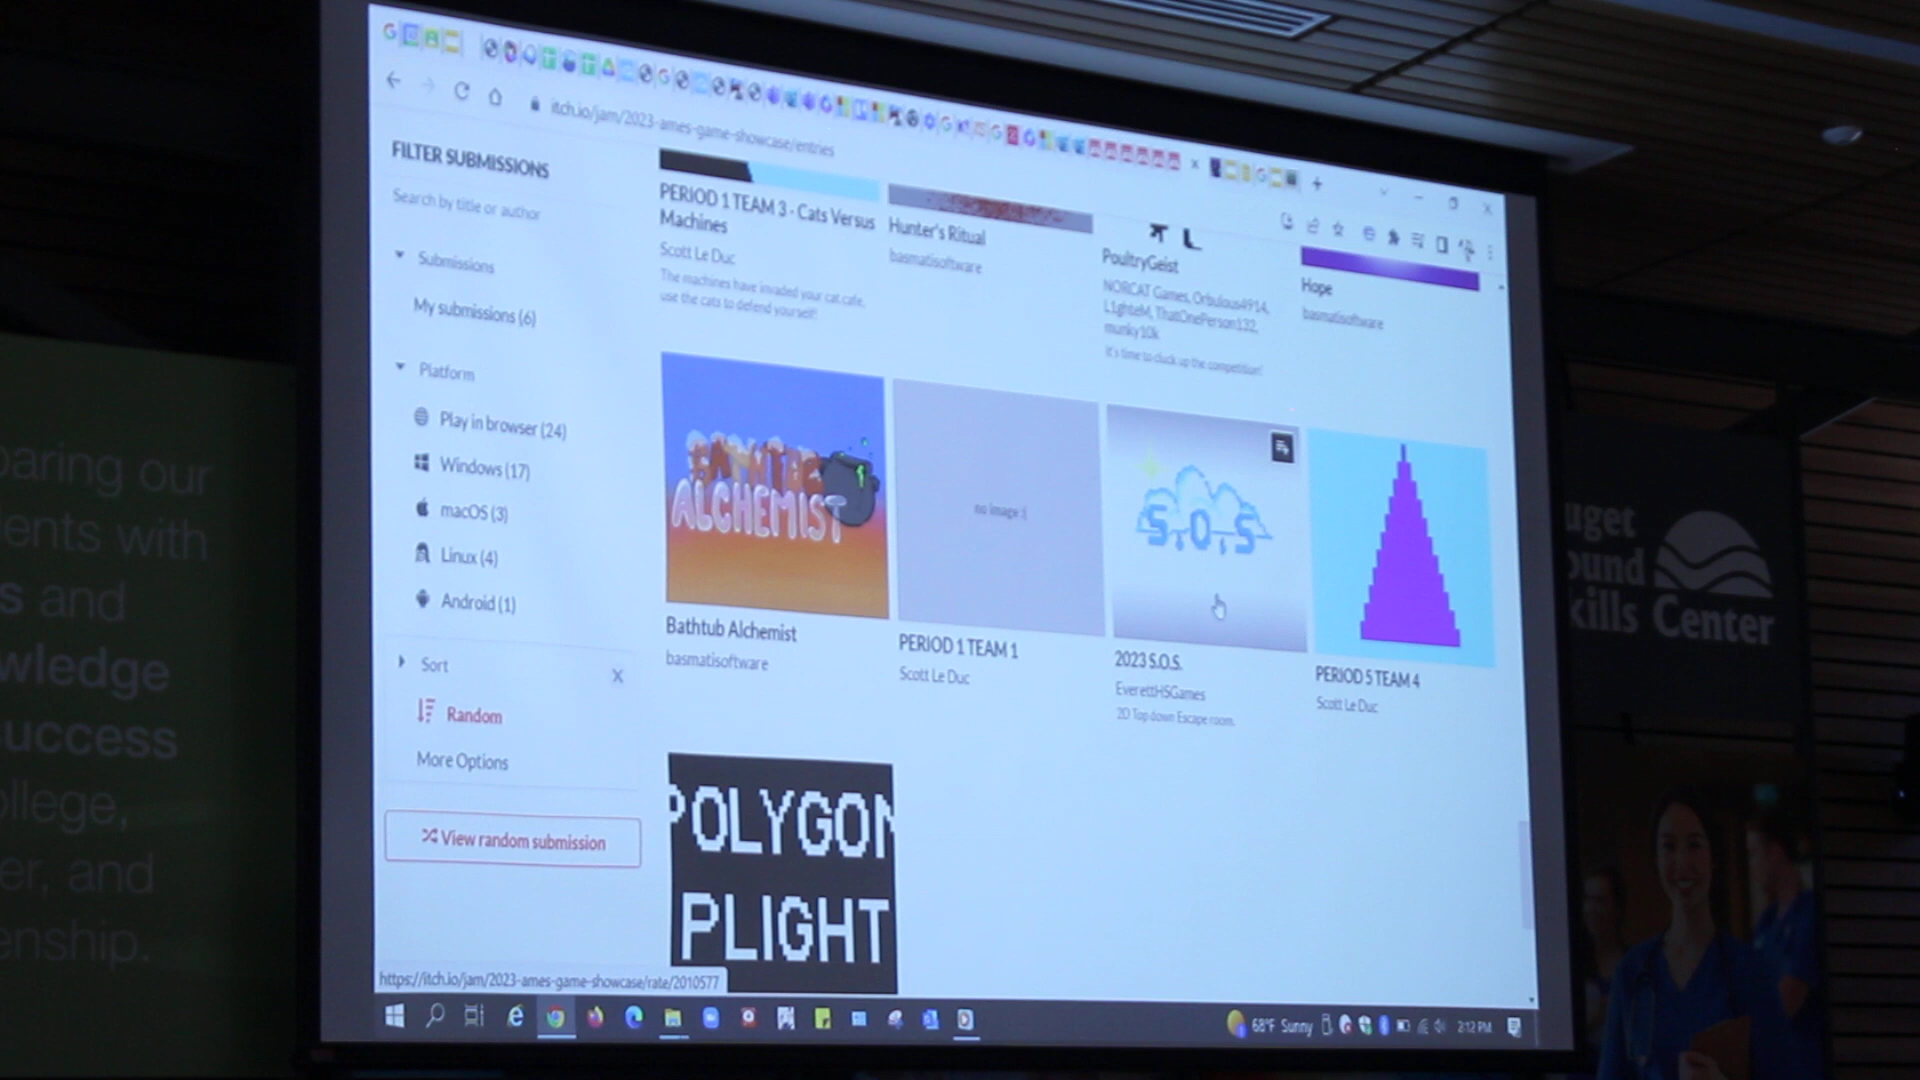 itch.io/jam/2023-ames-game-showcase/entries
FILTER SUBMISSIONS
Search by title or author
Submissions
My submissions (6)
Platform
Play in browser (24)
Windows (17)
macOS (3)
Linux (4)
Android (1)
Sort
X
Random
More Options
View random submission
PERIOD 1 TEAM 3 - Cats Versus
Machines
Scott Le Duc
The machines have invaded your cat cafe,
use the cats to defend yourself!
Hunter's Ritual
basmatisoftware
PoultryGeist
NORCAT Games, Orbulous4914,
L1ghteM, ThatOnePerson132,
munky10k
It's time to cluck up the competition!
Hope
basmatisoftware
BATHTUB
ALCHEMIST
Bathtub Alchemist
basmatisoftware
no image :(
PERIOD 1 TEAM 1
Scott Le Duc
S.O.S
2023 S.O.S.
EverettHSGames
2D Top down Escape room.
PERIOD 5 TEAM 4
Scott Le Duc
POLYGON
PLIGHT
https://itch.io/jam/2023-ames-game-showcase/rate/2010577
68°F Sunny
2:12 PM
paring our
dents with
s and
wledge
success
ollege,
er, and
enship.
uget
ound
kills Center